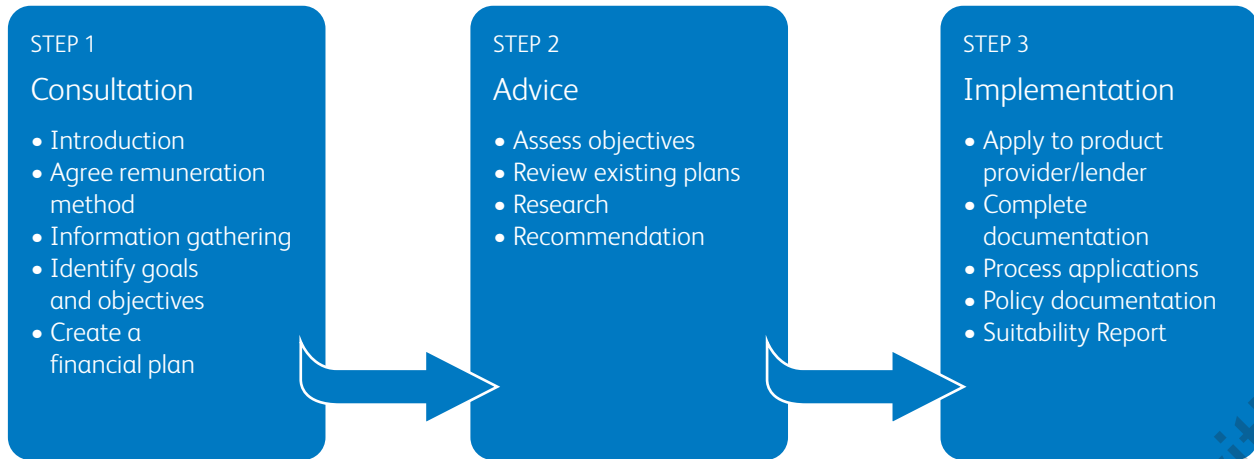 STEP 1
Consultation
• Introduction
• Agree remuneration
method
• Information gathering
• Identify goals
and objectives
• Create a
financial plan
STEP 2
Advice
• Assess objectives
• Review existing plans
• Research
• Recommendation
STEP 3
Implementation
• Apply to product
provider/lender
• Complete
documentation
• Process applications
• Policy documentation
• Suitability Report